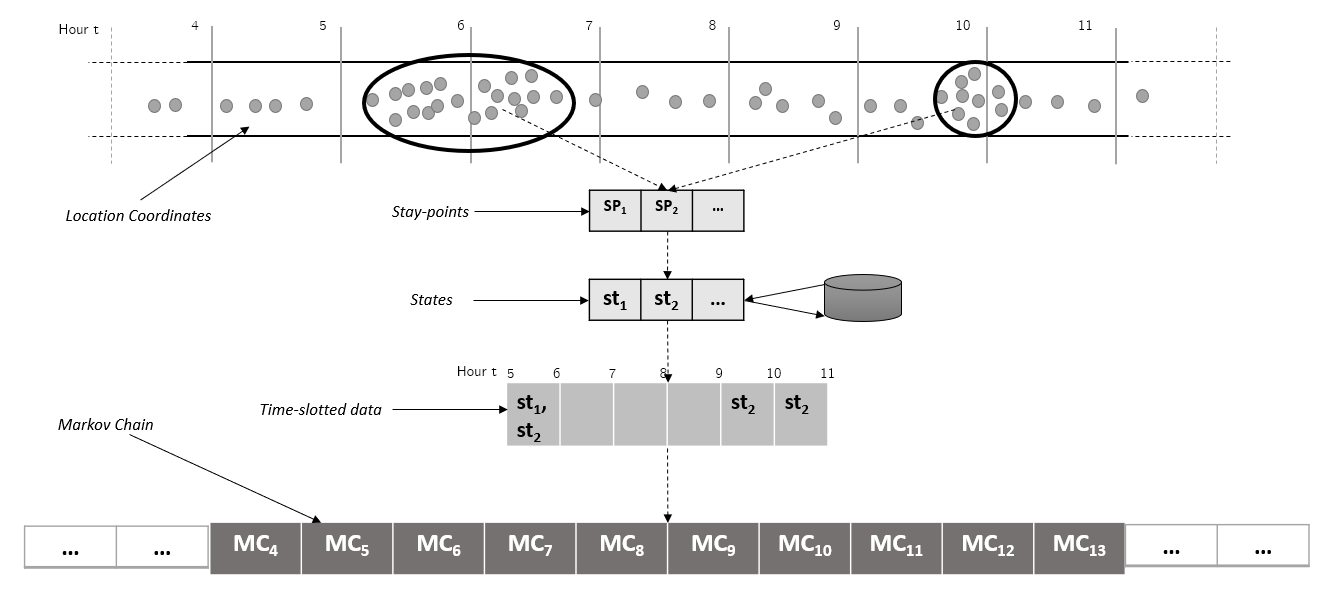 Hour t 4 5 6 7 8 9 10 11
Location Coordinates
Stay-points SP₁ SP₂ ...
States st₁ st₂ ...
Hour t 5 6 7 8 9 10 11
Time-slotted data st₁, st₂ st₂
st₂
Markov Chain
... ... MC₄ MC₅ MC₆ MC₇ MC₈ MC₉ MC₁₀ MC₁₁ MC₁₂ MC₁₃ ... ...